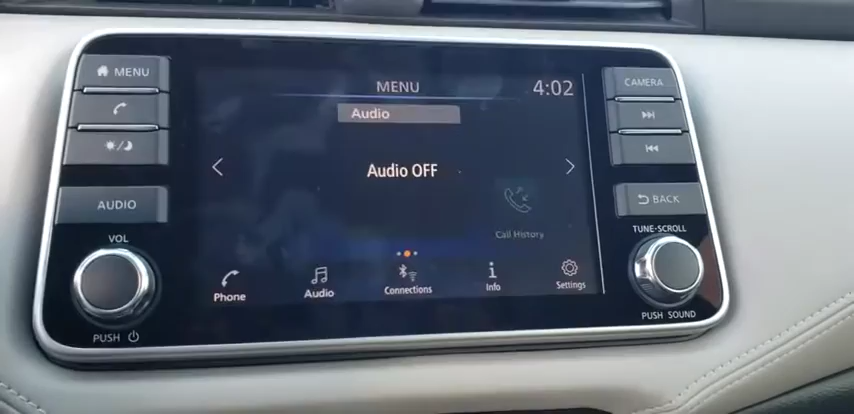 MENU
MENU
4:02
CAMERA
Audio
Audio OFF
AUDIO
BACK
Call History
VOL
TUNE·SCROLL
Phone
Audio
Connections
Info
Settings
PUSH
PUSH SOUND